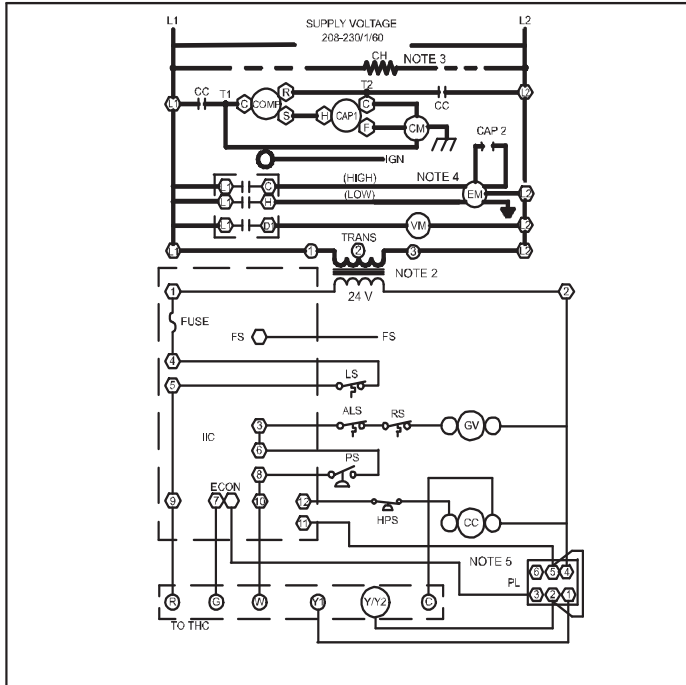 L1 L2
SUPPLY VOLTAGE
208-230/1/60
CH NOTE 3
CC T1 T2
L1 C COMP R C CC L2
S H CAP1 F CM
CAP 2
IGN
(HIGH) NOTE 4
L1 C
(LOW) EM
L1 H L2
L1 D1 VM L2
TRANS
L1 1 2 3 L2
NOTE 2
1 24 V 2
FUSE
FS FS
4
LS
5
ALS RS
IIC 3 GV
6
PS
8
ECON
9 7 10 12
HPS CC
11
NOTE 5
6 5 4
PL
3 2 1
R G W Y1 Y/Y2 C
TO THC